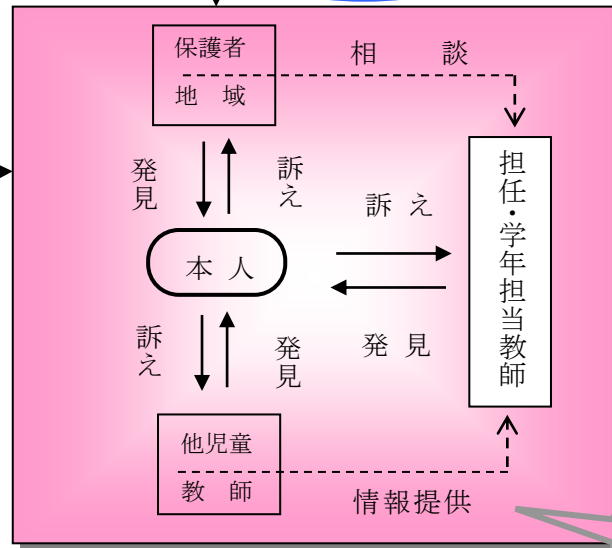 保護者
相　談
地　域
発見
訴え
担任・学年担当教師
訴 え
本 人
発 見
訴え
発見
他児童
教　師
情報提供